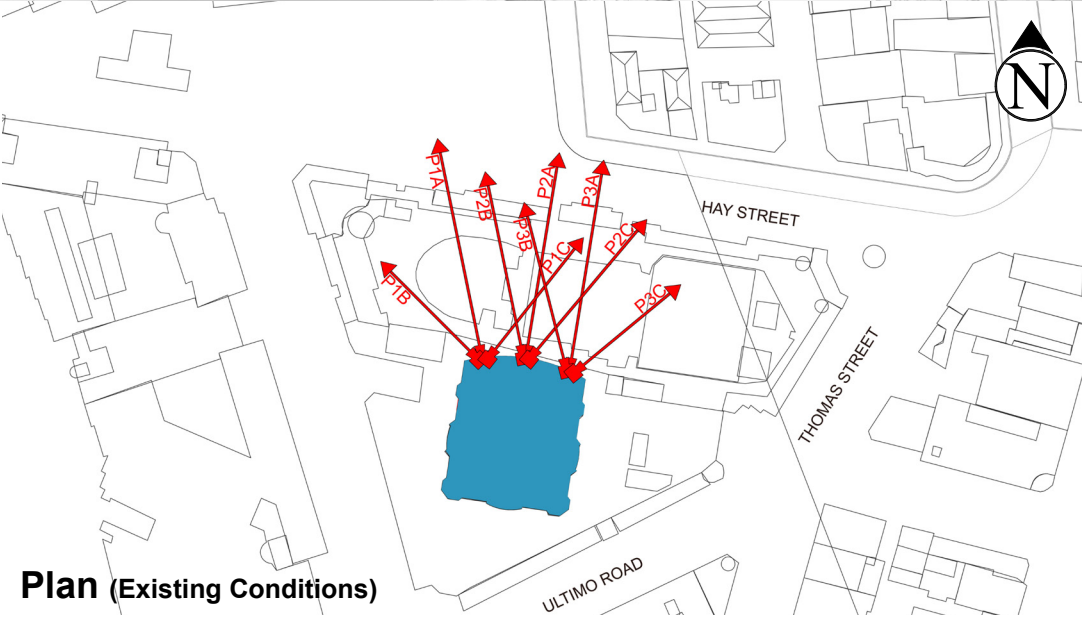 N
P1A
P2B
P2A
P3A
P3B
P1C
P2C
P1B
P3C
HAY STREET
THOMAS STREET
ULTIMO ROAD
Plan (Existing Conditions)